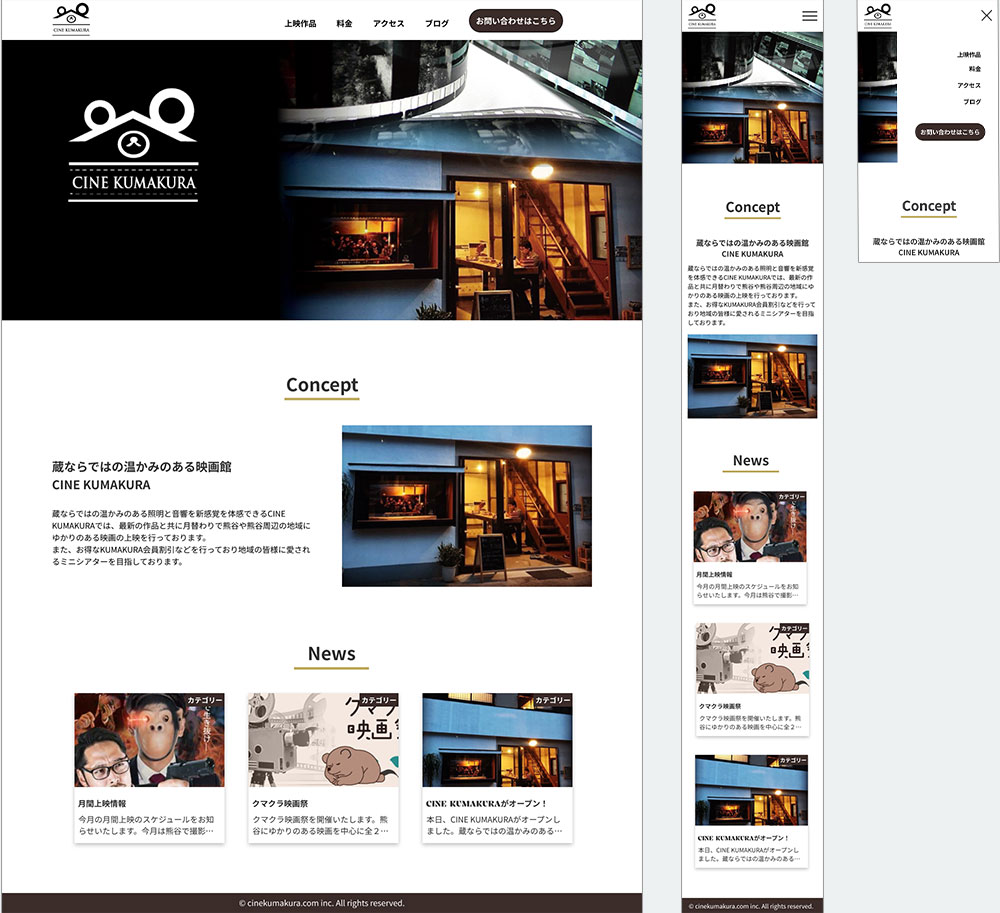 CINE KUMAKURA
上映作品
料金
アクセス
ブログ
お問い合わせはこちら
CINE KUMAKURA
Concept
蔵ならではの温かみのある映画館
CINE KUMAKURA
蔵ならではの温かみのある照明と音響を新感覚を体感できるCINE
KUMAKURAでは、最新の作品と共に月替わりで熊谷や熊谷周辺の地域に
ゆかりのある映画の上映を行っております。
また、お得なKUMAKURA会員割引などを行っており地域の皆様に愛され
るミニシアターを目指しております。
News
カテゴリー
で生き抜け
月間上映情報
今月の月間上映のスケジュールをお知
らせいたします。今月は熊谷で撮影…
カテゴリー
クマク
映画
クマクラ映画祭
クマクラ映画祭を開催いたします。熊
谷にゆかりのある映画を中心に全２…
カテゴリー
CINE KUMAKURAがオープン！
本日、CINE KUMAKURAがオープンし
ました。蔵ならではの温かみのある…
© cinekumakura.com inc. All rights reserved.
CINE KUMAKURA
Concept
蔵ならではの温かみのある映画館
CINE KUMAKURA
蔵ならではの温かみのある照明と音響を新感覚
を体感できるCINE KUMAKURAでは、最新の作
品と共に月替わりで熊谷や熊谷周辺の地域にゆ
かりのある映画の上映を行っております。
また、お得なKUMAKURA会員割引などを行って
おり地域の皆様に愛されるミニシアターを目指
しております。
News
カテゴリー
生き抜け
月間上映情報
今月の月間上映のスケジュールをお知
らせいたします。今月は熊谷で撮影…
カテゴリー
クマク
映画
クマクラ映画祭
クマクラ映画祭を開催いたします。熊
谷にゆかりのある映画を中心に全２…
カテゴリー
CINE KUMAKURAがオープン！
本日、CINE KUMAKURAがオープンし
ました。蔵ならではの温かみのある…
© cinekumakura.com inc. All rights reserved.
CINE KUMAKURA
上映作品
料金
アクセス
ブログ
お問い合わせはこちら
Concept
蔵ならではの温かみのある映画館
CINE KUMAKURA